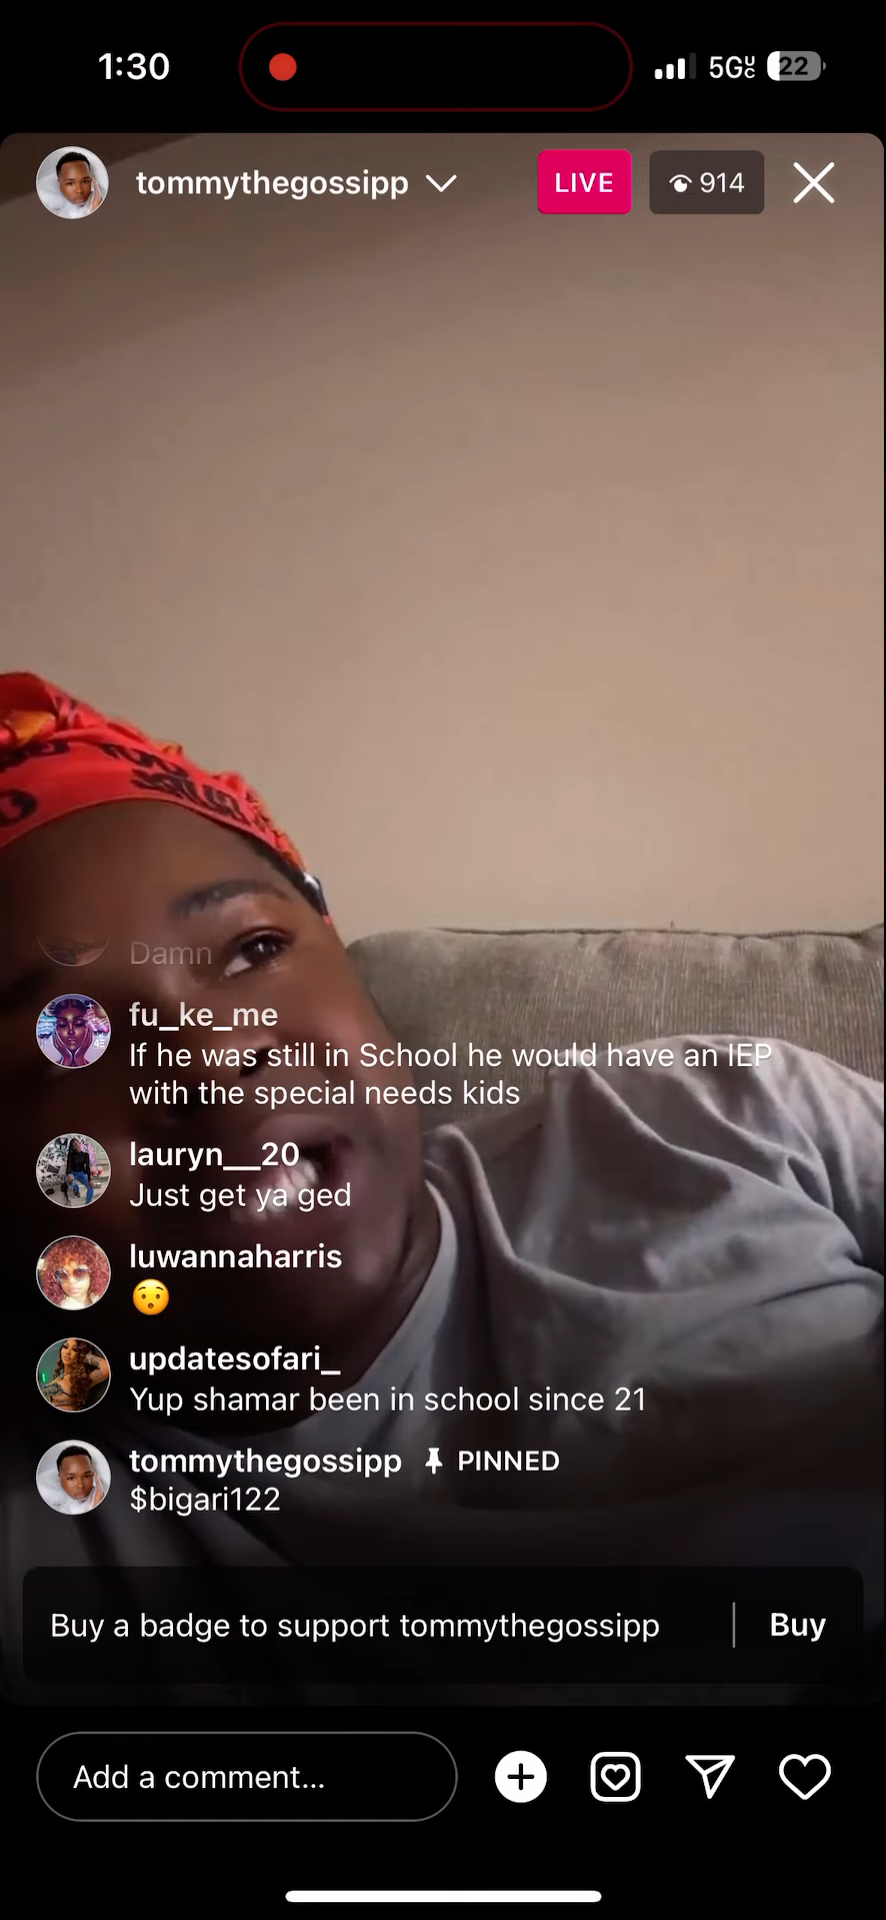 1:30
5GUC
22
tommythegossipp
LIVE
914
Damn
fu_ke_me
If he was still in School he would have an IEP
with the special needs kids
lauryn__20
Just get ya ged
luwannaharris
😯
updatesofari_
Yup shamar been in school since 21
tommythegossipp PINNED
$bigari122
Buy a badge to support tommythegossipp
Buy
Add a comment...